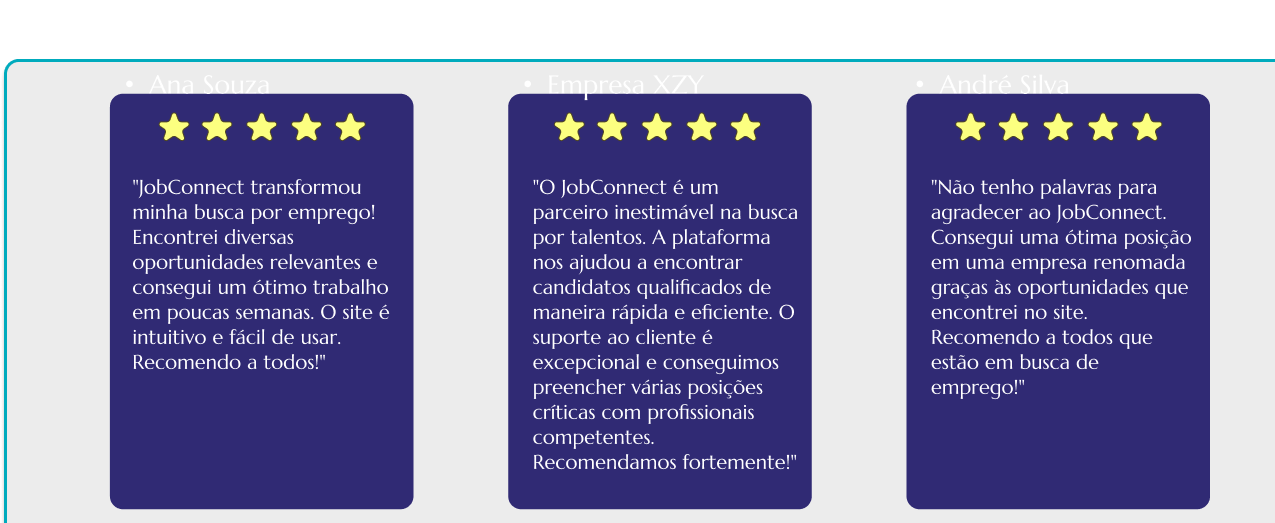 • Ana Souza
"JobConnect transformou
minha busca por emprego!
Encontrei diversas
oportunidades relevantes e
consegui um ótimo trabalho
em poucas semanas. O site é
intuitivo e fácil de usar.
Recomendo a todos!"
• Empresa XZY
"O JobConnect é um
parceiro inestimável na busca
por talentos. A plataforma
nos ajudou a encontrar
candidatos qualificados de
maneira rápida e eficiente. O
suporte ao cliente é
excepcional e conseguimos
preencher várias posições
críticas com profissionais
competentes.
Recomendamos fortemente!"
• André Silva
"Não tenho palavras para
agradecer ao JobConnect.
Consegui uma ótima posição
em uma empresa renomada
graças às oportunidades que
encontrei no site.
Recomendo a todos que
estão em busca de
emprego!"